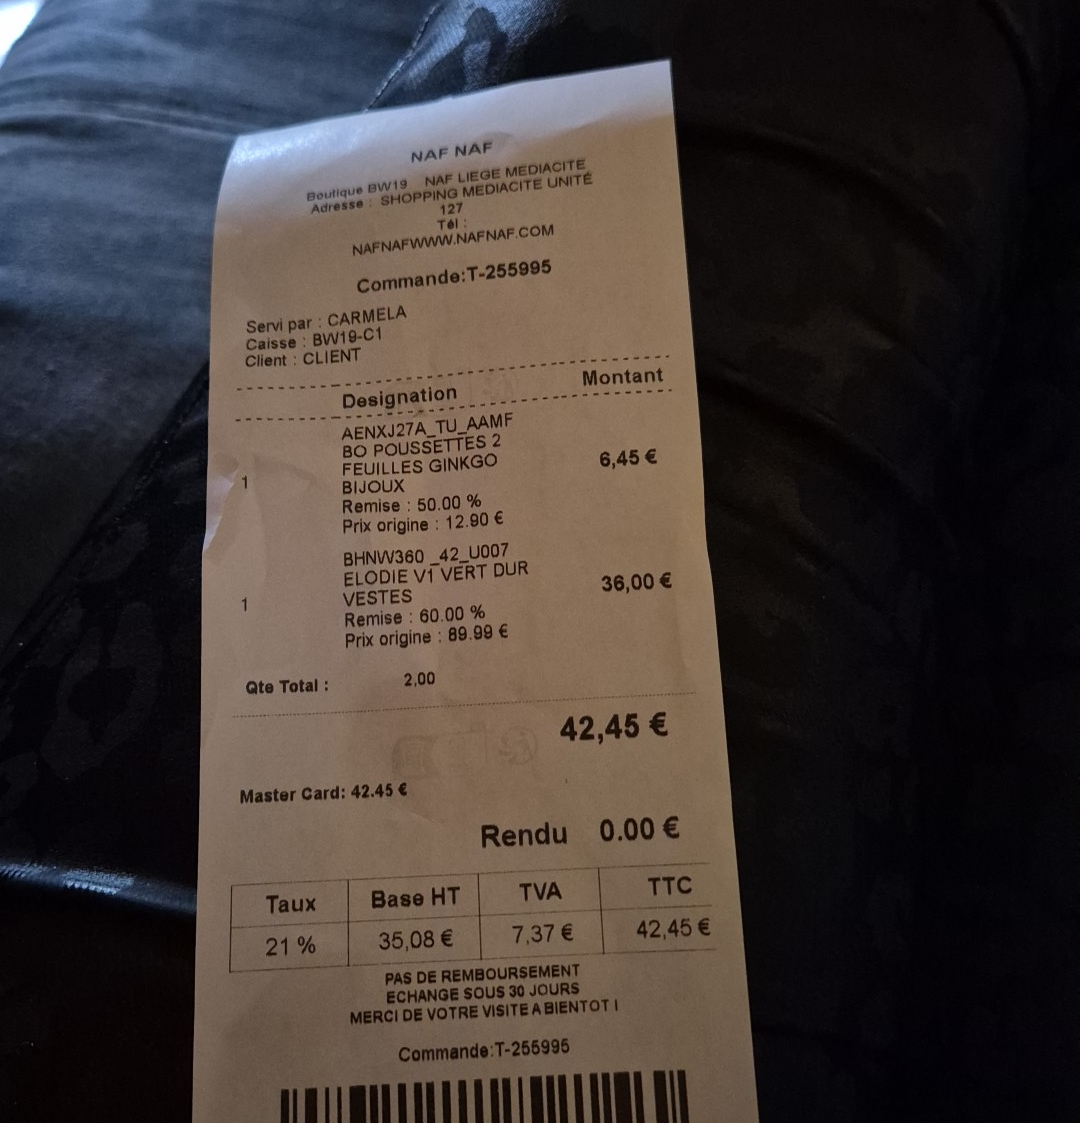 NAF NAF
Boutique BW19 NAF LIEGE MEDIACITE
Adresse : SHOPPING MEDIACITE UNITÉ
127
Tél :
NAFNAFWWW.NAFNAF.COM
Commande:T-255995
Servi par : CARMELA
Caisse : BW19-C1
Client : CLIENT
Designation Montant
AENXJ27A_TU_AAMF
BO POUSSETTES 2
FEUILLES GINKGO
1 BIJOUX 6,45 €
Remise : 50.00 %
Prix origine : 12.90 €
BHNW360 _42_U007
ELODIE V1 VERT DUR
1 VESTES 36,00 €
Remise : 60.00 %
Prix origine : 89.99 €
Qte Total : 2,00
42,45 €
Master Card: 42.45 €
Rendu 0.00 €
Taux Base HT TVA TTC
21 % 35,08 € 7,37 € 42,45 €
PAS DE REMBOURSEMENT
ECHANGE SOUS 30 JOURS
MERCI DE VOTRE VISITE A BIENTOT !
Commande:T-255995